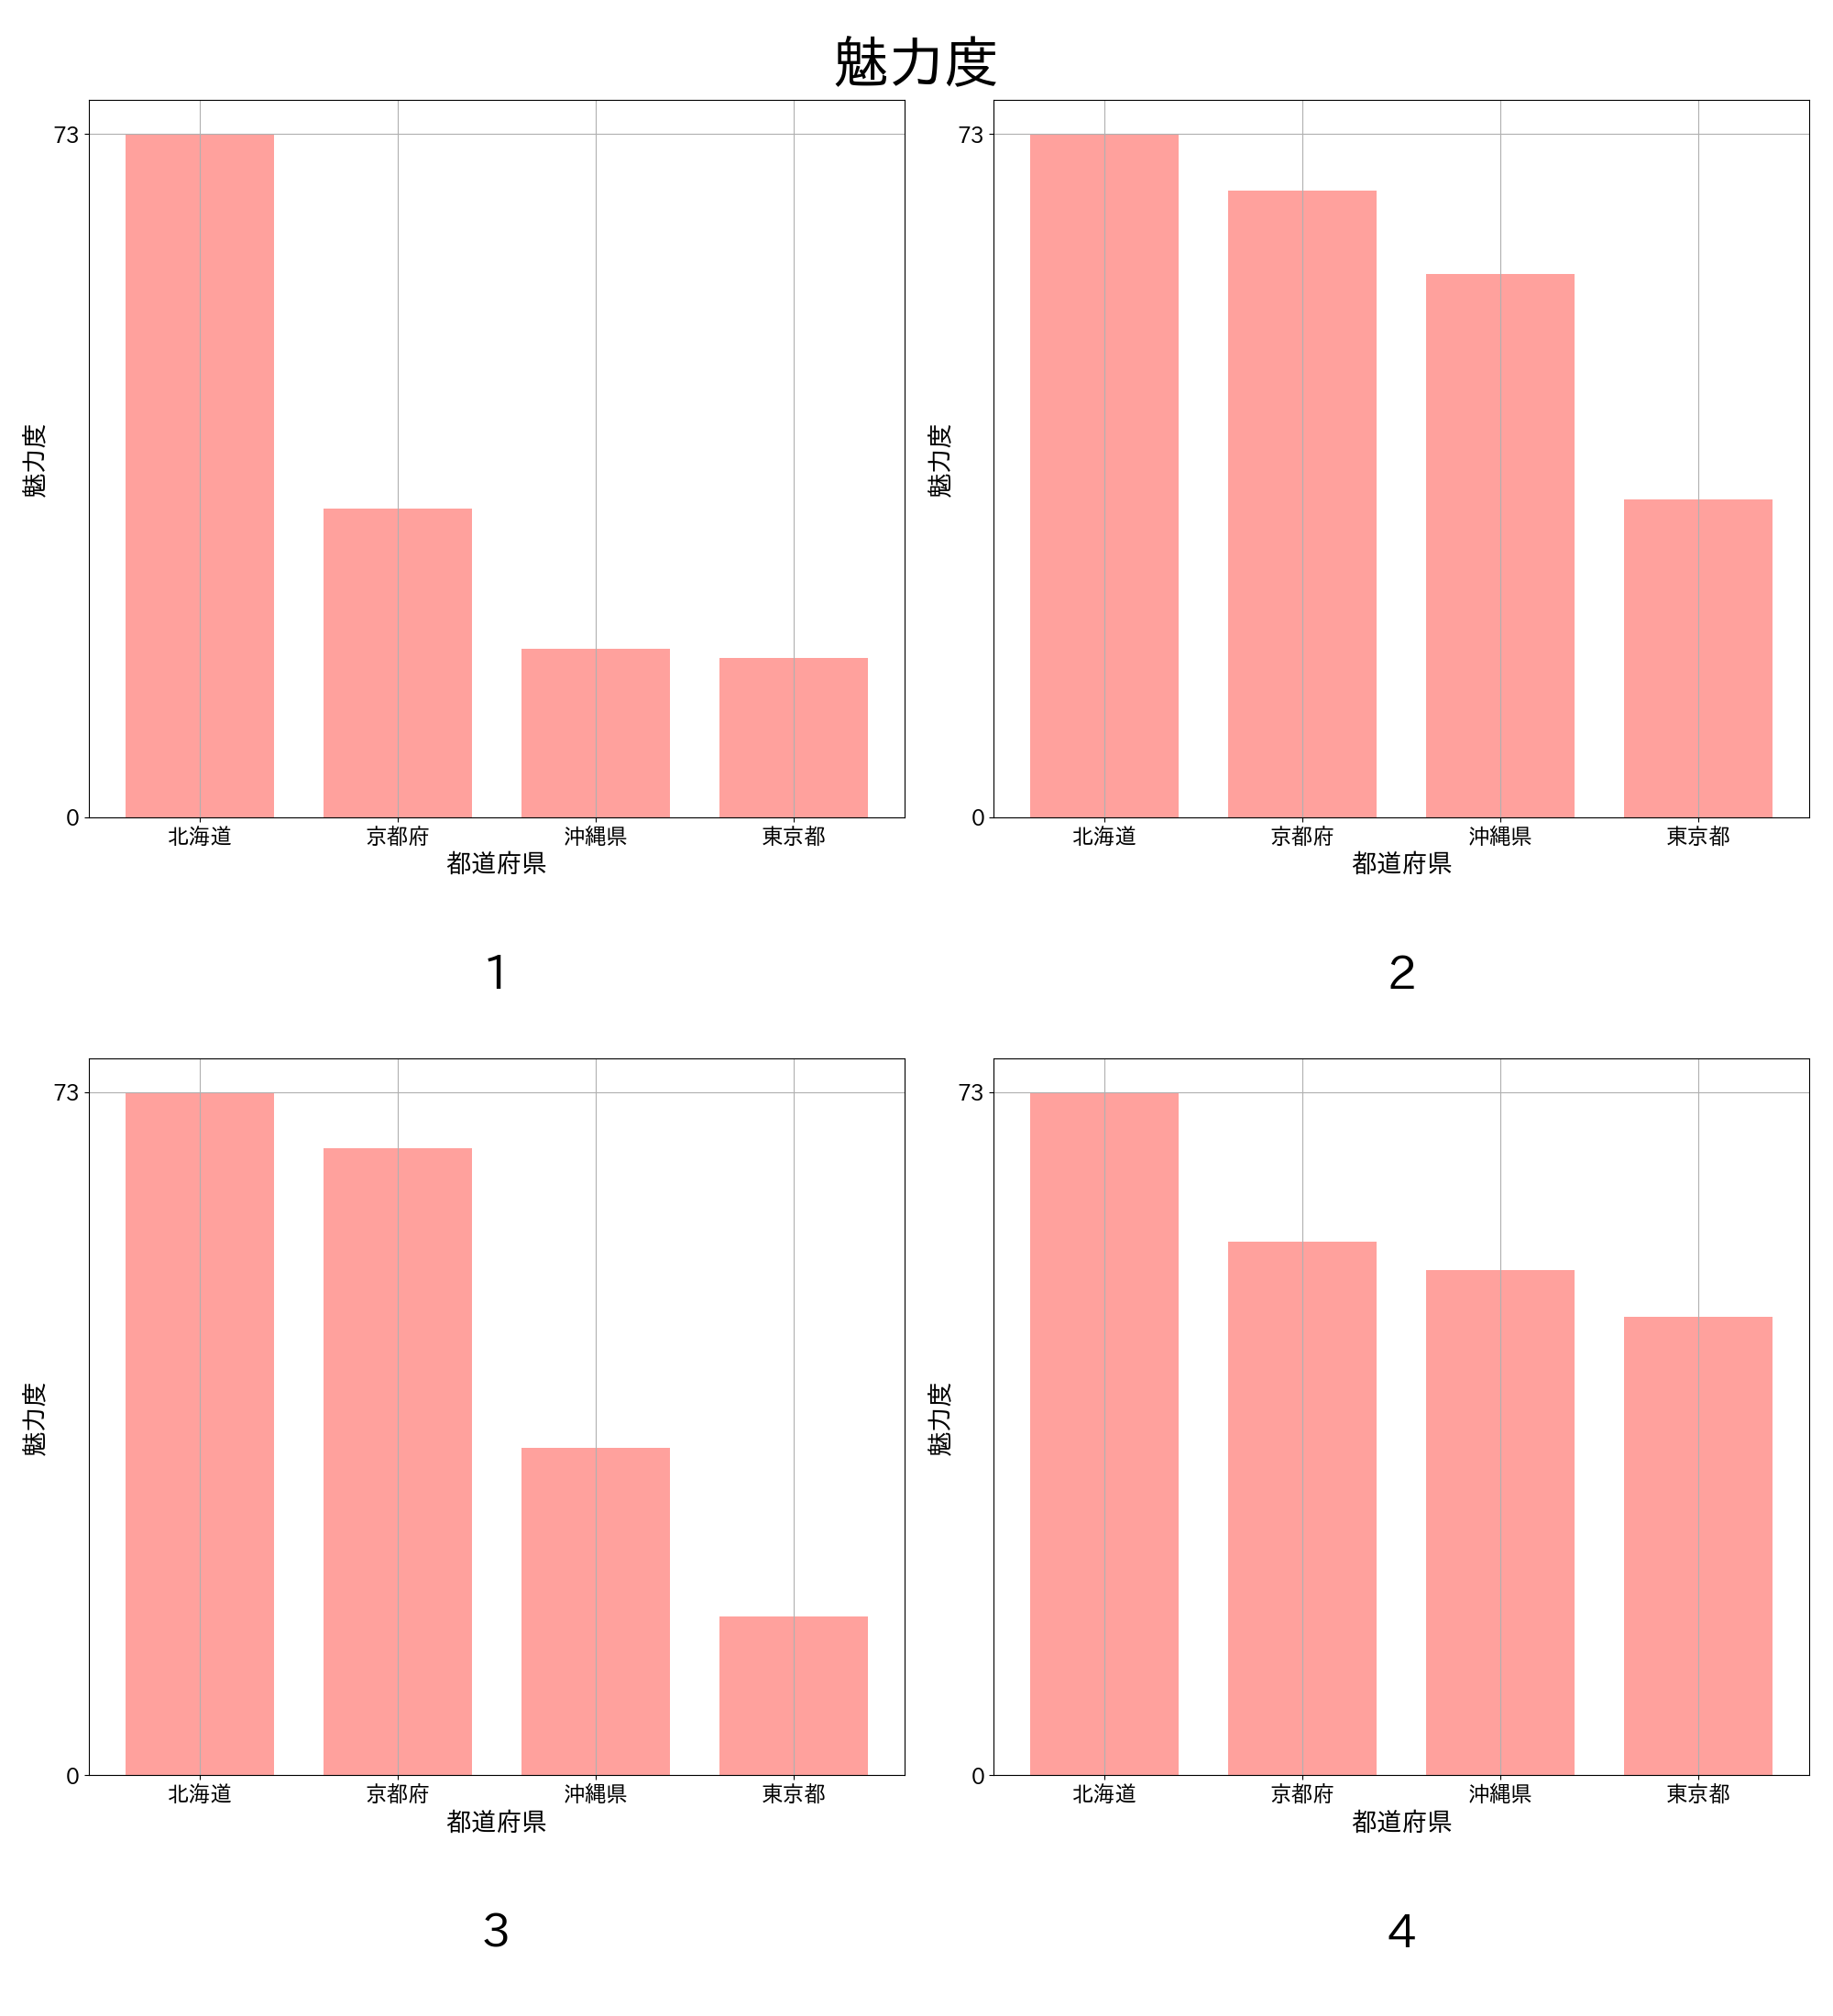 魅力度
73
0
魅力度
北海道 京都府 沖縄県 東京都
都道府県
1
73
0
魅力度
北海道 京都府 沖縄県 東京都
都道府県
2
73
0
魅力度
北海道 京都府 沖縄県 東京都
都道府県
3
73
0
魅力度
北海道 京都府 沖縄県 東京都
都道府県
4